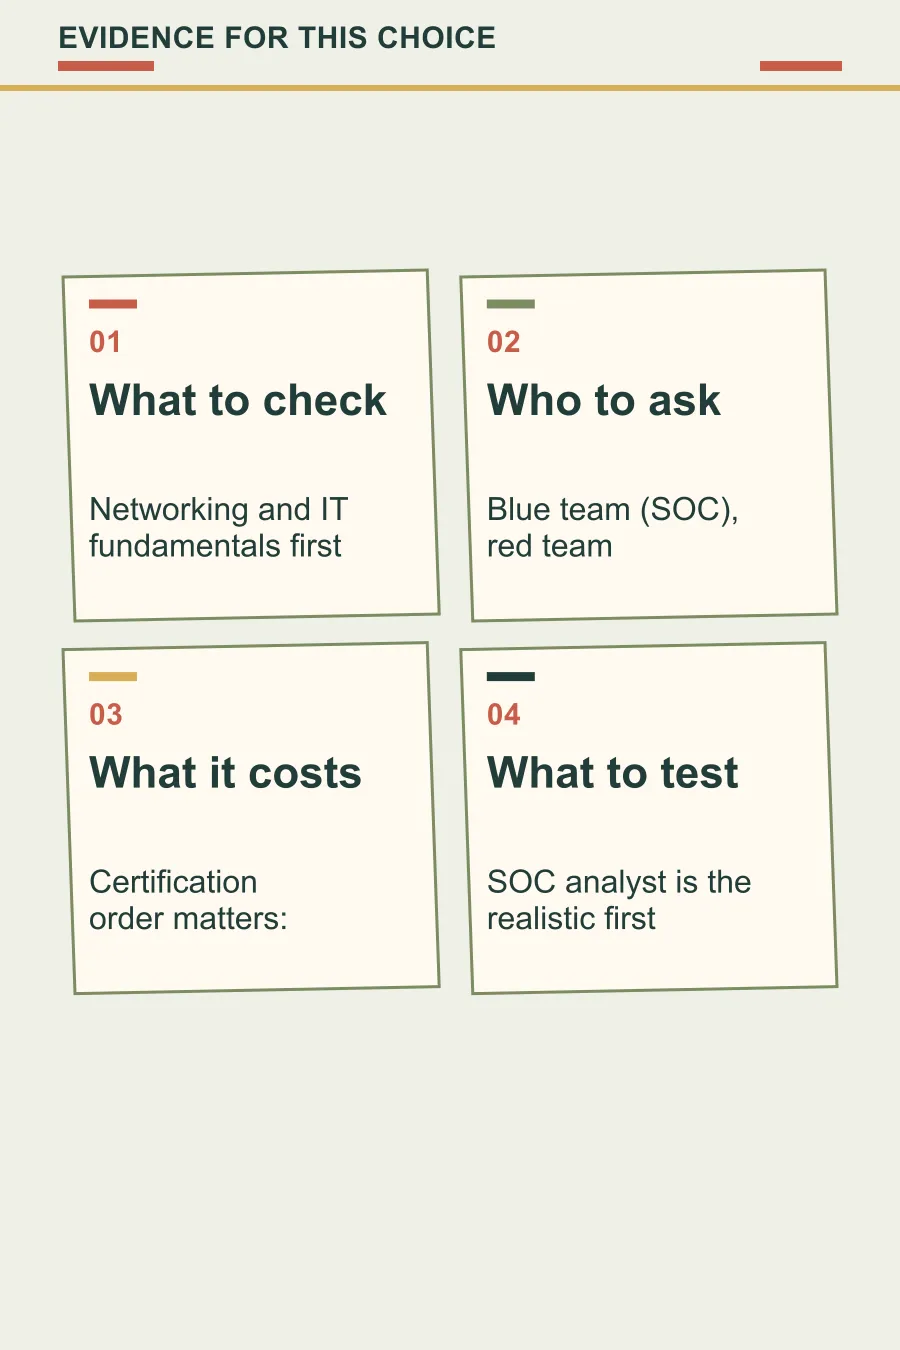 EVIDENCE FOR THIS CHOICE
01
What to check
Networking and IT
fundamentals first
02
Who to ask
Blue team (SOC),
red team
03
What it costs
Certification
order matters:
04
What to test
SOC analyst is the
realistic first